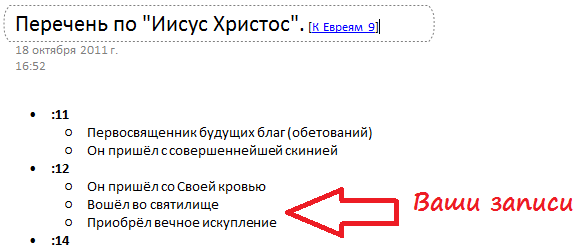 Перечень по "Иисус Христос". [К Евреям 9]
18 октября 2011 г.
16:52
• :11
○ Первосвященник будущих благ (обетований)
○ Он пришёл с совершеннейшей скинией
• :12
○ Он пришёл со Своей кровью
○ Вошёл во святилище
○ Приобрёл вечное искупление
Ваши записи
• :14